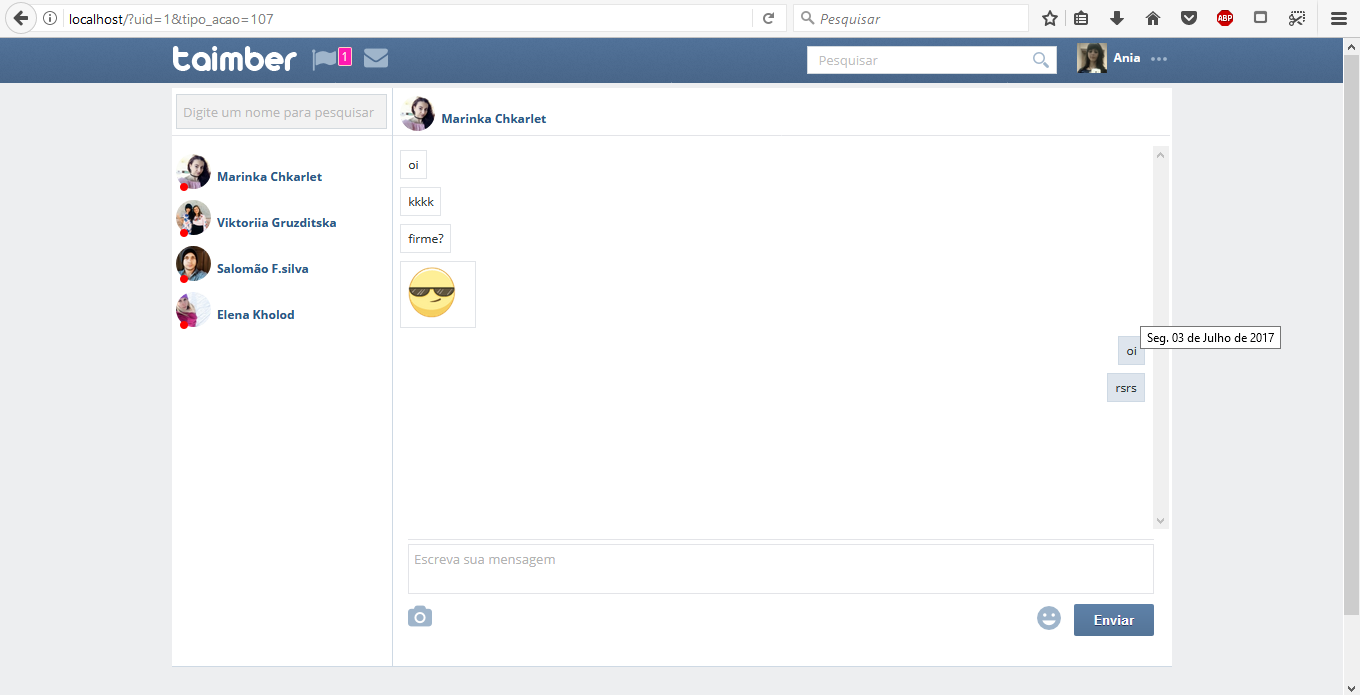 localhost/?uid=1&tipo_acao=107
Pesquisar
ABP
taimber
1
Pesquisar
Ania
Digite um nome para pesquisar
Marinka Chkarlet
Viktoriia Gruzditska
Salomão F.silva
Elena Kholod
Marinka Chkarlet
oi
kkkk
firme?
Seg. 03 de Julho de 2017
oi
rsrs
Escreva sua mensagem
Enviar